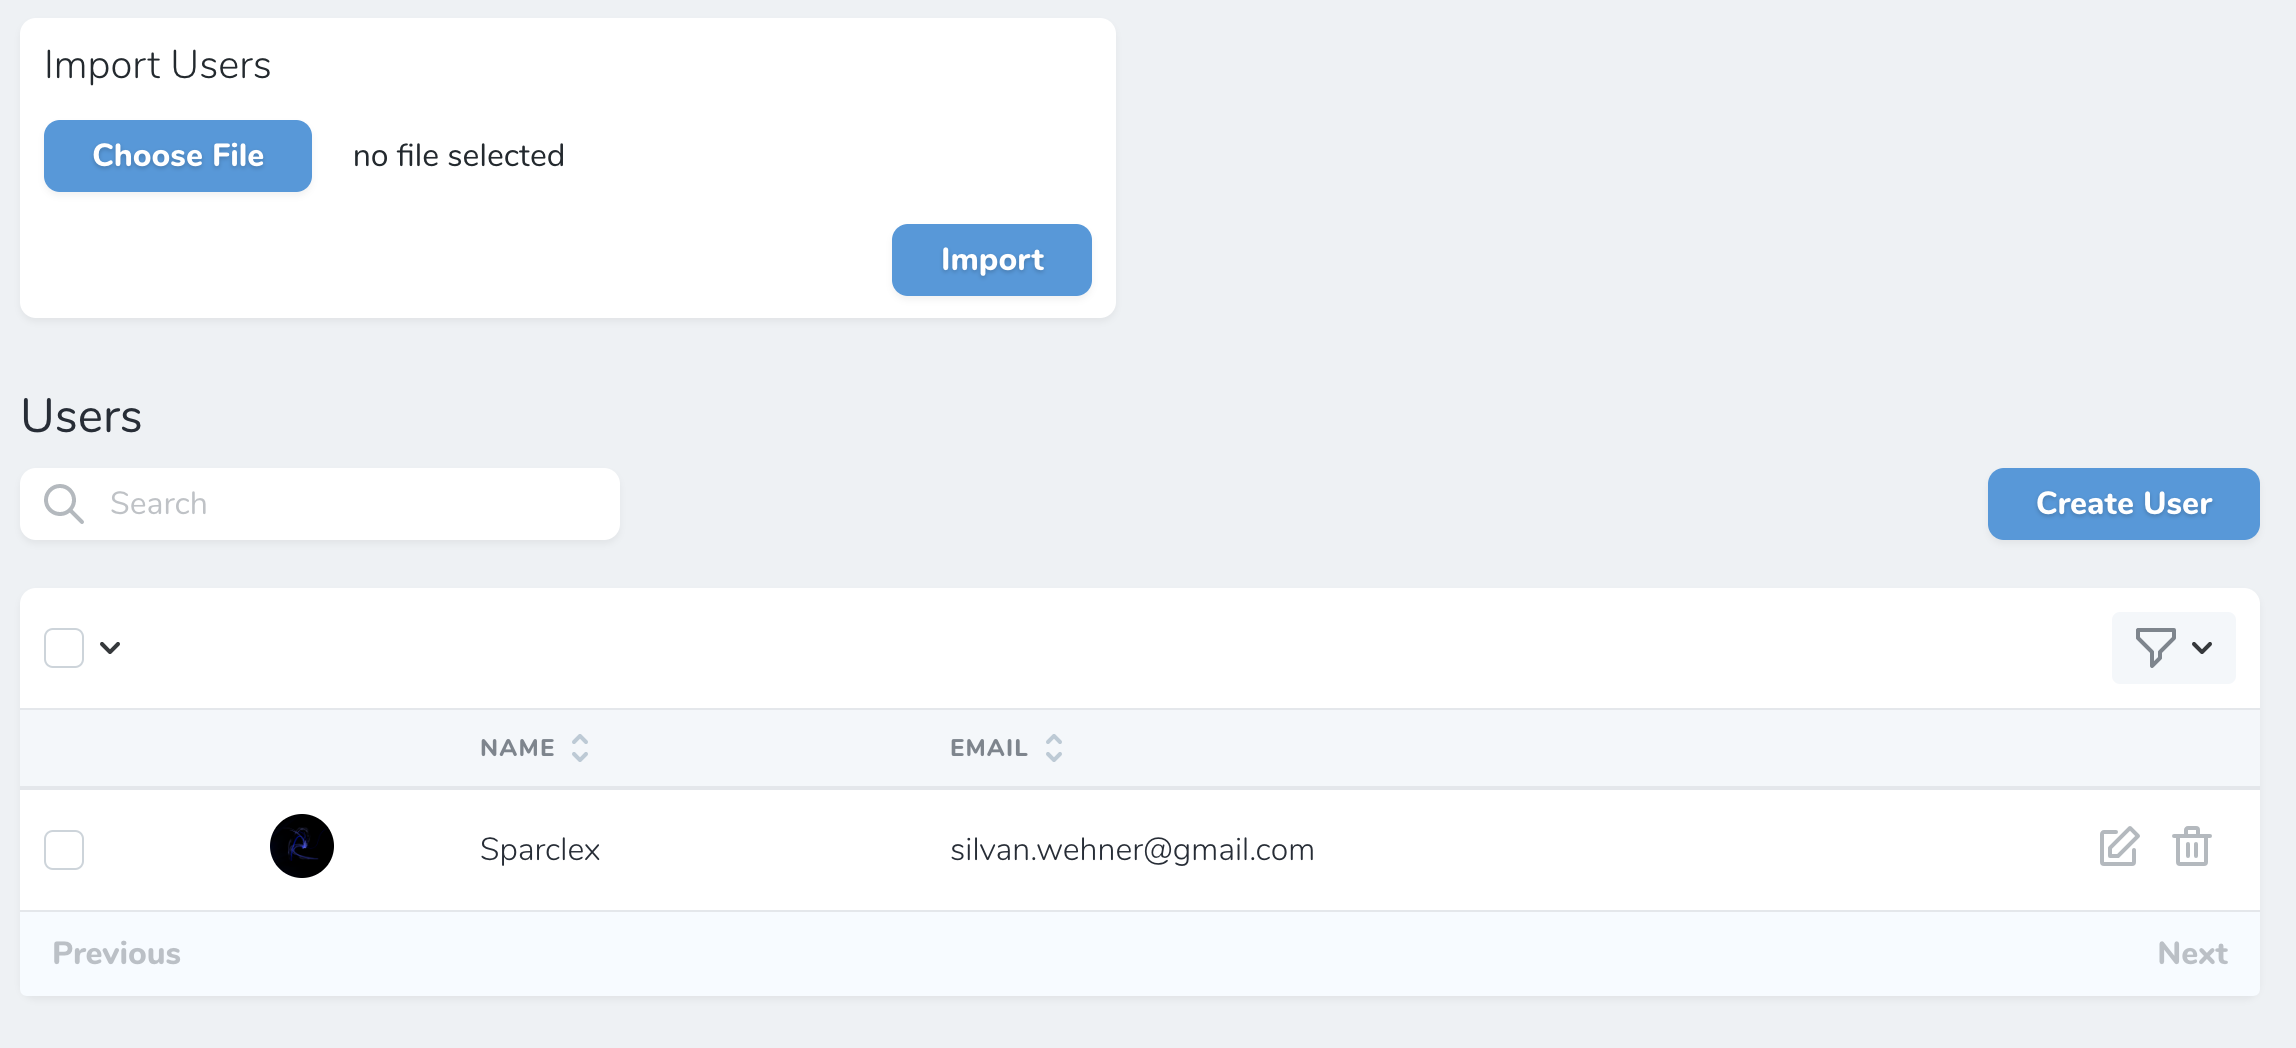 Import Users
Choose File no file selected
Import
Users
Search Create User
NAME EMAIL
Sparclex silvan.wehner@gmail.com
Previous Next